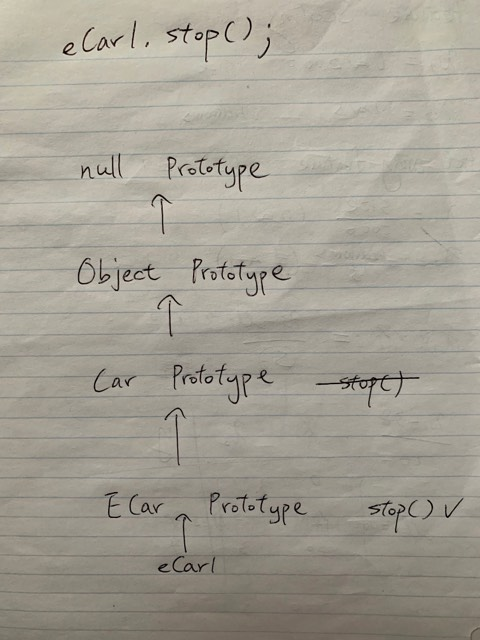 eCar1. stop();
null Prototype
Object Prototype
Car Prototype stop()
ECar Prototype stop() ✓
eCar1